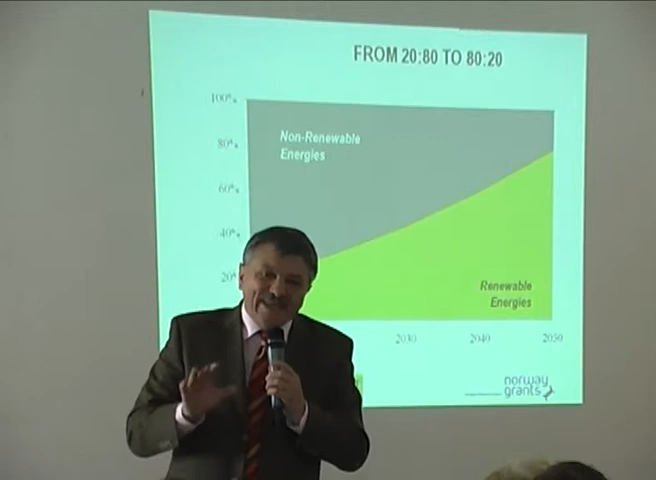 FROM 20:80 TO 80:20
100%
Non-Renewable
Energies
80%
60%
40%
20%
Renewable
Energies
2030
2040
2050
norway
grants